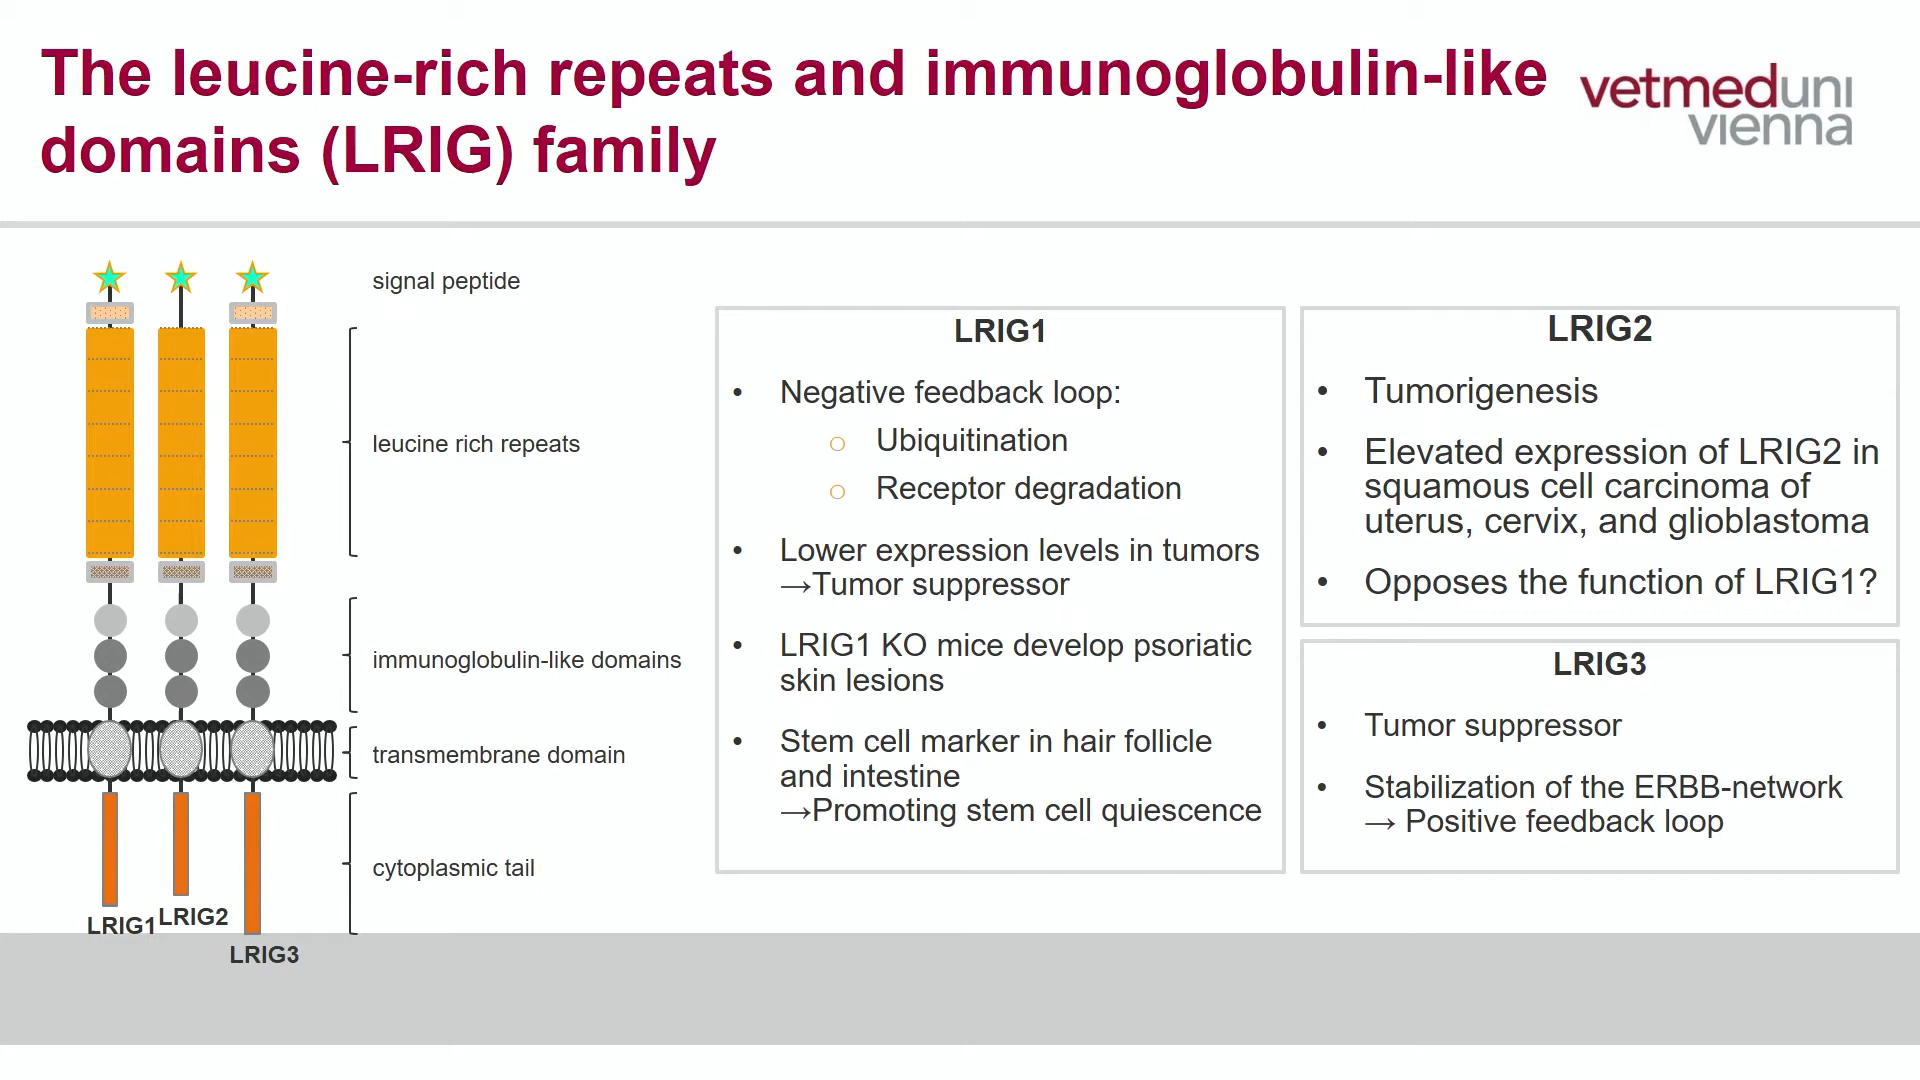 The leucine-rich repeats and immunoglobulin-like
domains (LRIG) family
vetmeduni
vienna
signal peptide
leucine rich repeats
immunoglobulin-like domains
transmembrane domain
cytoplasmic tail
LRIG1
LRIG2
LRIG3
LRIG1
• Negative feedback loop:
o Ubiquitination
o Receptor degradation
• Lower expression levels in tumors
→Tumor suppressor
• LRIG1 KO mice develop psoriatic
skin lesions
• Stem cell marker in hair follicle
and intestine
→Promoting stem cell quiescence
LRIG2
• Tumorigenesis
• Elevated expression of LRIG2 in
squamous cell carcinoma of
uterus, cervix, and glioblastoma
• Opposes the function of LRIG1?
LRIG3
• Tumor suppressor
• Stabilization of the ERBB-network
→ Positive feedback loop